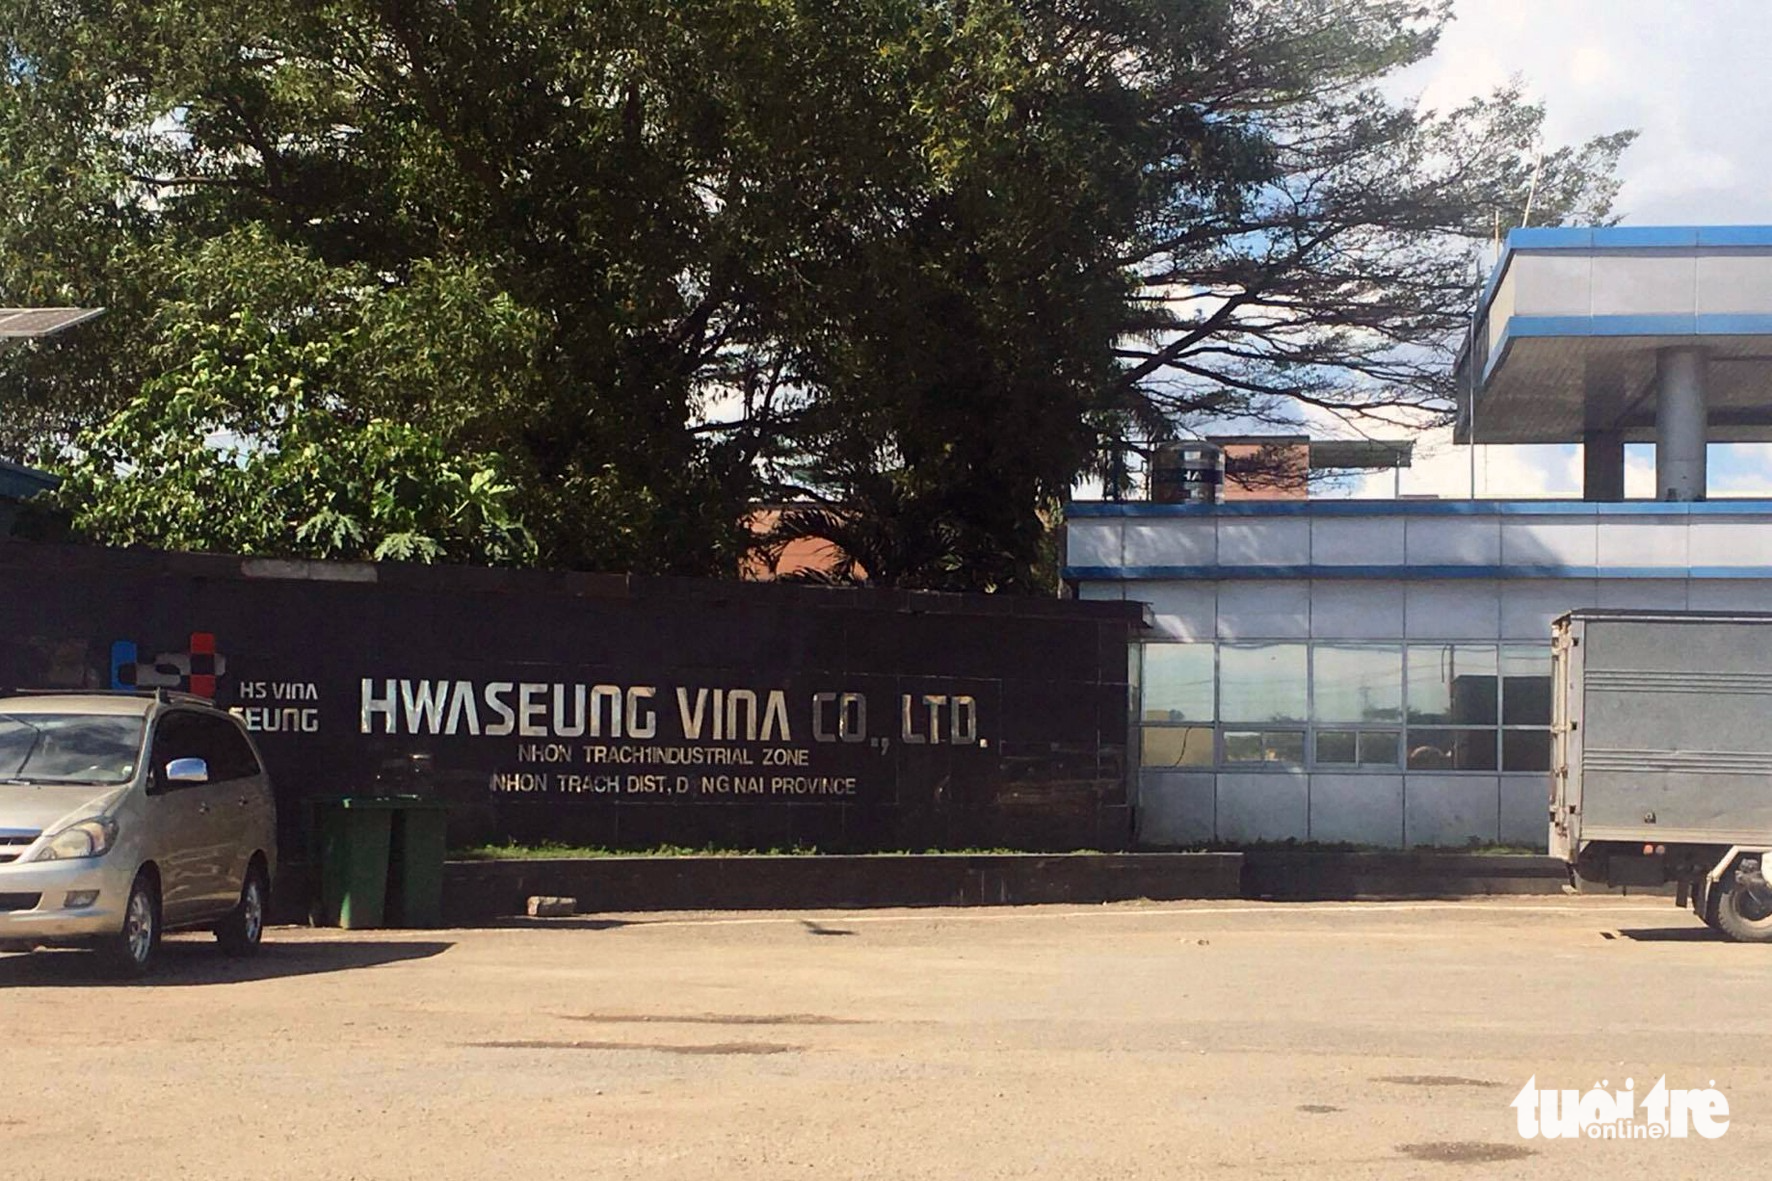 HS VINA
SEUNG
HWASEUNG VINA CO., LTD.
NHON TRACH1INDUSTRIAL ZONE
NHON TRACH DIST, D NG NAI PROVINCE
tuổi trẻ
online